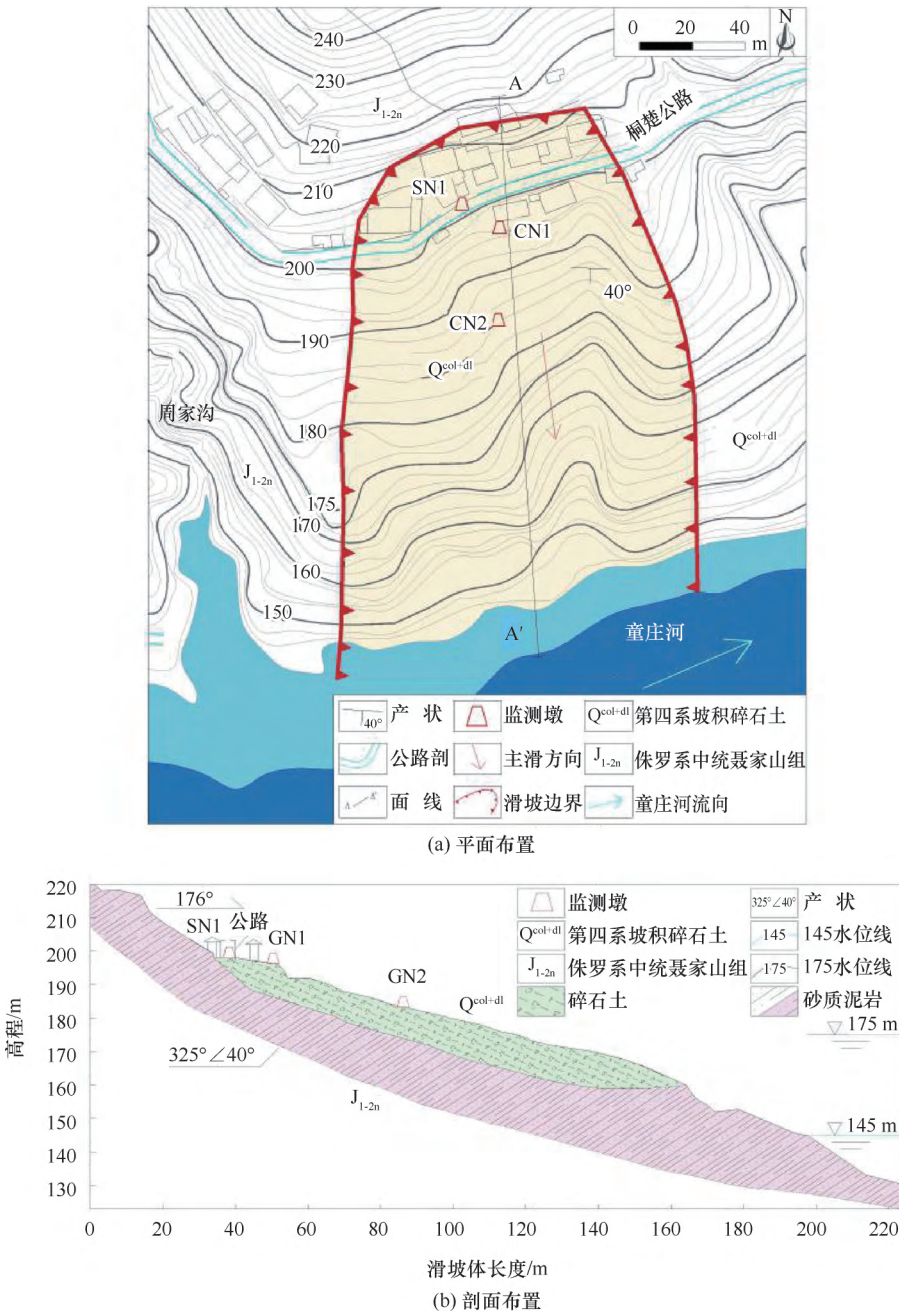 0 20 40
m
N
240
230
J1-2n
220
210
A
桐楚公路
SN1
CN1
200
40°
CN2
190
Qcol+dl
周家沟
180
Qcol+dl
J1-2n
175
170
160
150
A′
童庄河
40° 产 状
监测墩
Qcol+dl 第四系坡积碎石土
公路剖
主滑方向
J1-2n 侏罗系中统聂家山组
A A′ 面 线
滑坡边界
童庄河流向
(a) 平面布置
220
210
200
190
180
170
160
150
140
130
高程/m
176°
SN1 公路
GN1
GN2
Qcol+dl
325°∠40°
J1-2n
监测墩
325°∠40° 产 状
Qcol+dl 第四系坡积碎石土
145 145水位线
J1-2n 侏罗系中统聂家山组
175 175水位线
碎石土
砂质泥岩
175 m
145 m
0 20 40 60 80 100 120 140 160 180 200 220
滑坡体长度/m
(b) 剖面布置